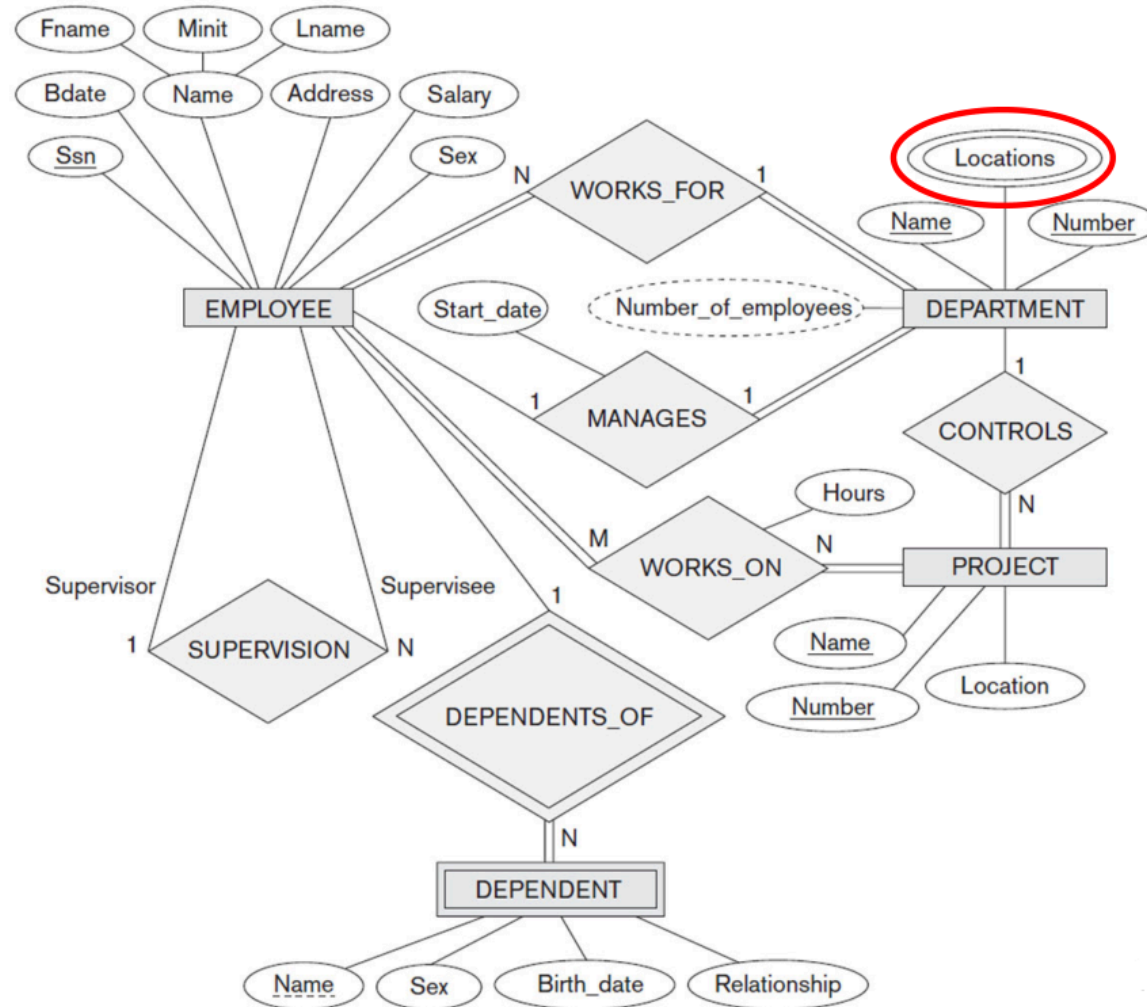 Fname Minit Lname
Bdate Name Address Salary
Ssn Sex
N WORKS_FOR 1
Locations
Name Number
EMPLOYEE Start_date Number_of_employees DEPARTMENT
1 MANAGES 1
1
CONTROLS
N
Hours
M WORKS_ON N
PROJECT
Name
Number
Location
Supervisor Supervisee
1 SUPERVISION N
1
DEPENDENTS_OF
N
DEPENDENT
Name Sex Birth_date Relationship